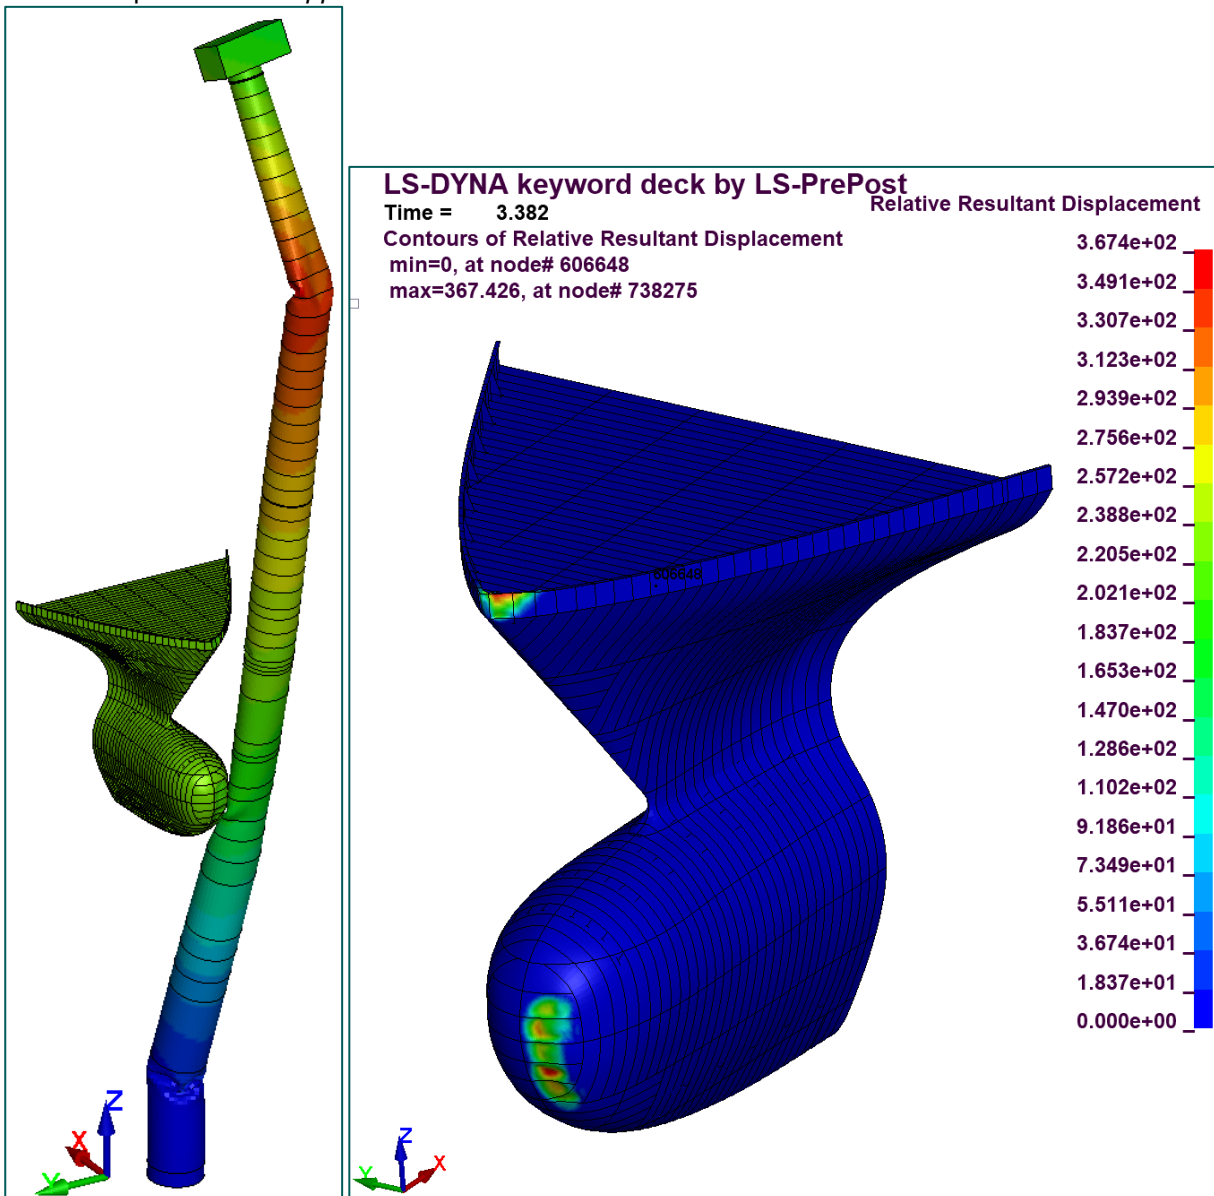 LS-DYNA keyword deck by LS-PrePost
Time = 3.382
Contours of Relative Resultant Displacement
min=0, at node# 606648
max=367.426, at node# 738275
Relative Resultant Displacement
3.674e+02
3.491e+02
3.307e+02
3.123e+02
2.939e+02
2.756e+02
2.572e+02
2.388e+02
2.205e+02
2.021e+02
1.837e+02
1.653e+02
1.470e+02
1.286e+02
1.102e+02
9.186e+01
7.349e+01
5.511e+01
3.674e+01
1.837e+01
0.000e+00
606648
Z
X
Y
Z
X
Y